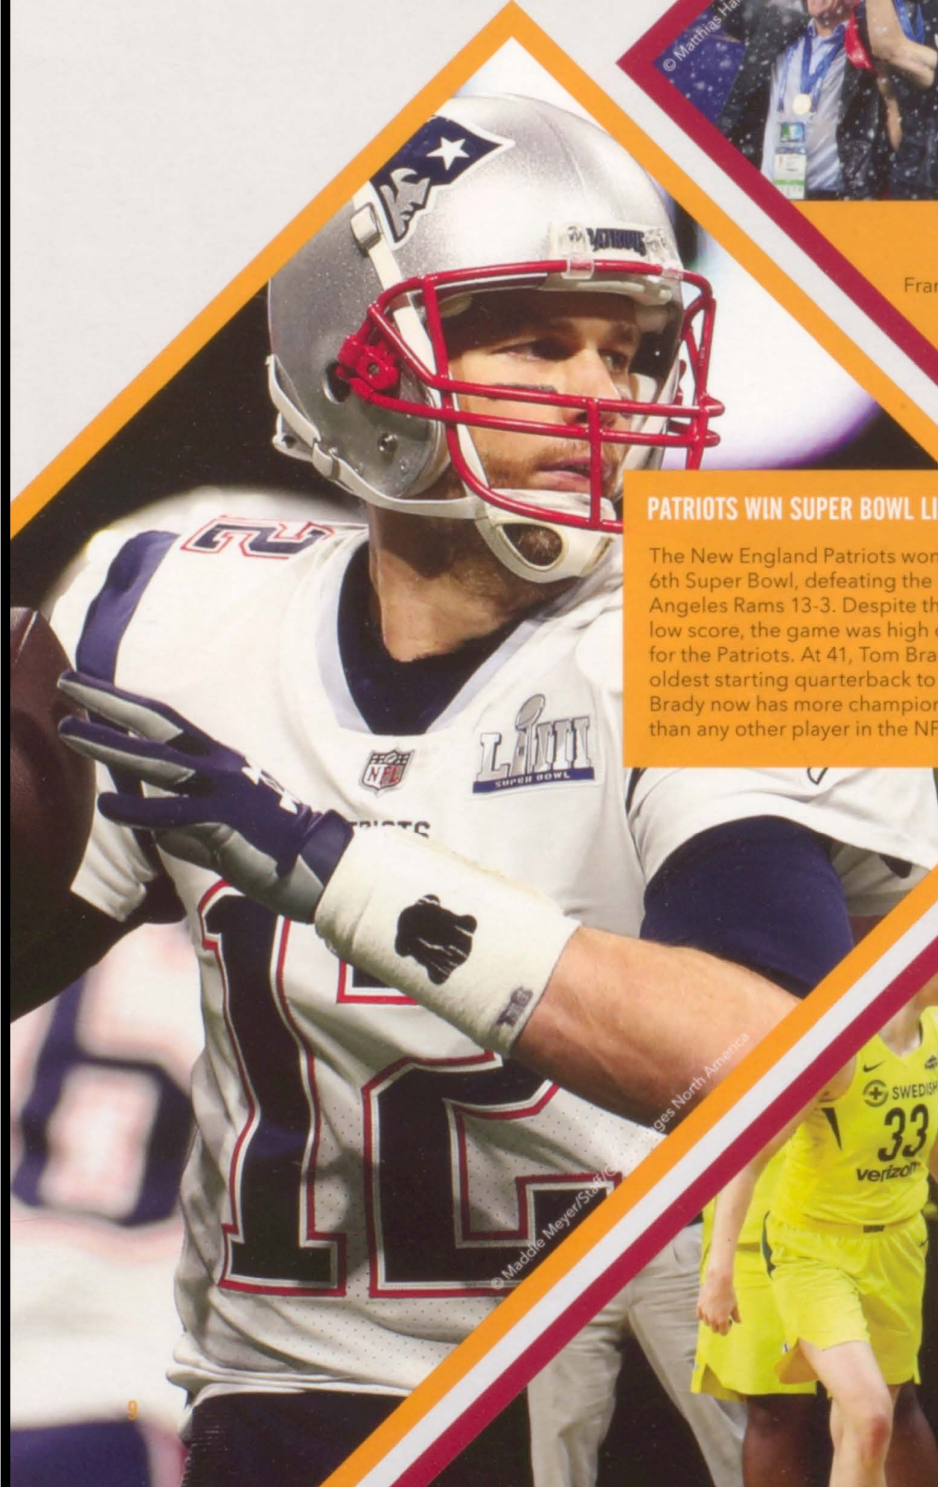 © Matthias Ha
PATRIOTS
Fran
2
PATRIOTS WIN SUPER BOWL LI
The New England Patriots won
6th Super Bowl, defeating the
Angeles Rams 13-3. Despite th
low score, the game was high
for the Patriots. At 41, Tom Bra
oldest starting quarterback to
Brady now has more champion
than any other player in the NF
LIII
SUPER BOWL
NFL
TRIOTS
12
© Maddie Meyer/Staff/G ges North America
SWEDISH
33
verizon
9